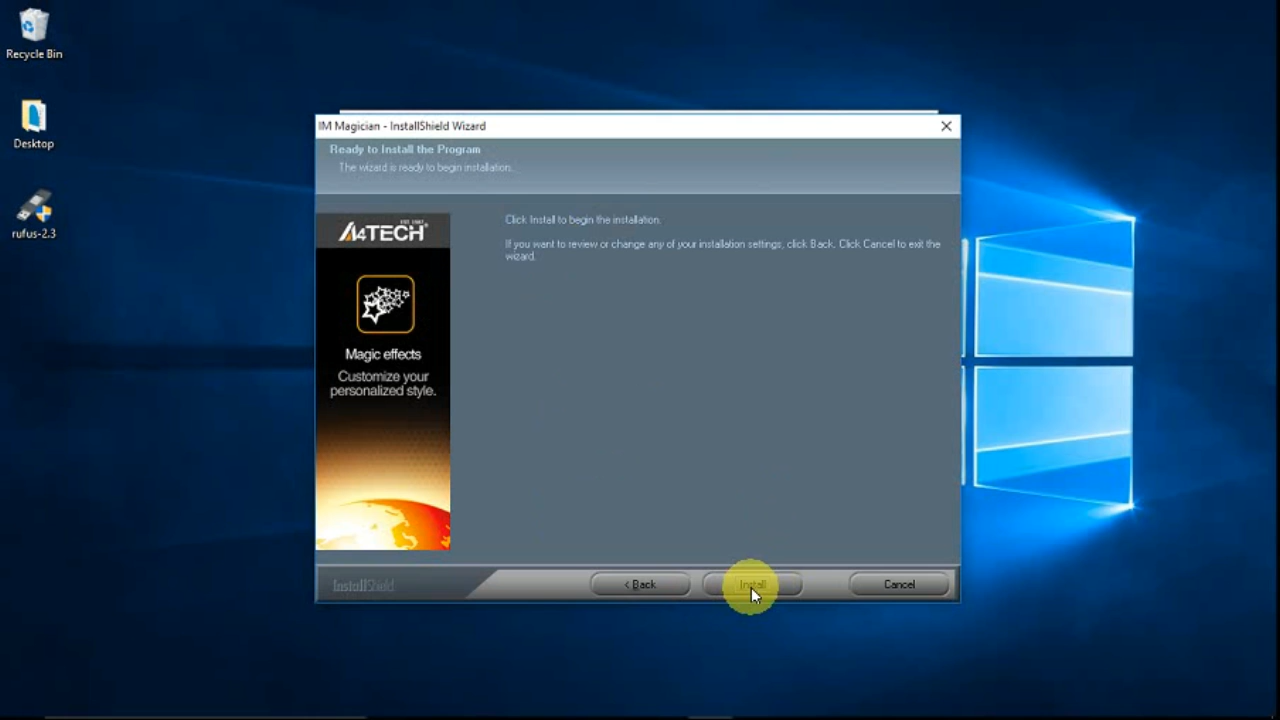 Recycle Bin
Desktop
rufus-2.3
IM Magician - InstallShield Wizard
Ready to Install the Program
The wizard is ready to begin installation.
A4TECH
Magic effects
Customize your
personalized style.
Click Install to begin the installation.
If you want to review or change any of your installation settings, click Back. Click Cancel to exit the
wizard.
InstallShield
< Back
Install
Cancel